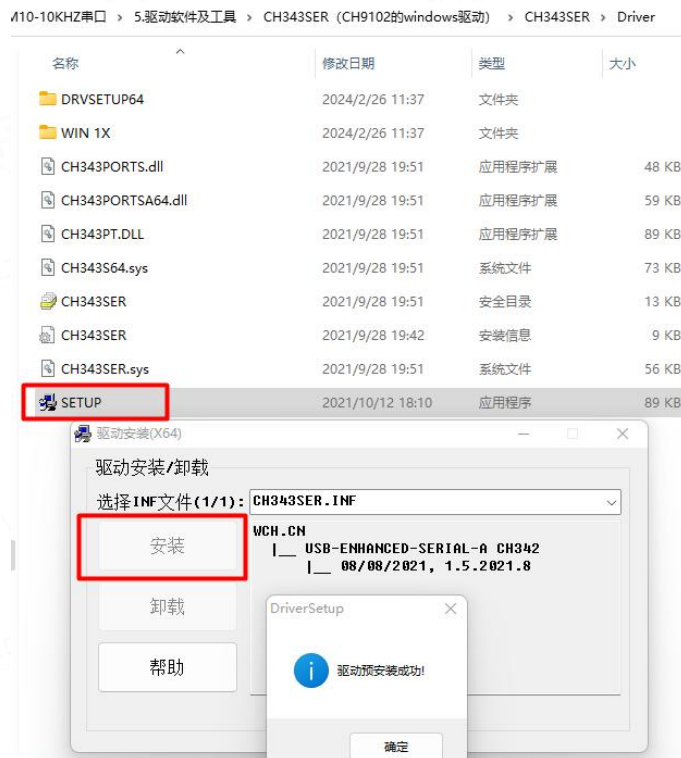 M10-10KHZ串口 > 5.驱动软件及工具 > CH343SER（CH9102的windows驱动） > CH343SER > Driver
名称 修改日期 类型 大小
DRVSETUP64 2024/2/26 11:37 文件夹
WIN 1X 2024/2/26 11:37 文件夹
CH343PORTS.dll 2021/9/28 19:51 应用程序扩展 48 KB
CH343PORTSA64.dll 2021/9/28 19:51 应用程序扩展 59 KB
CH343PT.DLL 2021/9/28 19:51 应用程序扩展 89 KB
CH343S64.sys 2021/9/28 19:51 系统文件 73 KB
CH343SER 2021/9/28 19:51 安全目录 13 KB
CH343SER 2021/9/28 19:42 安装信息 9 KB
CH343SER.sys 2021/9/28 19:51 系统文件 56 KB
SETUP 2021/10/12 18:10 应用程序 89 KB
驱动安装(X64)
驱动安装/卸载
选择INF文件(1/1): CH343SER.INF
安装
WCH.CN
|__ USB-ENHANCED-SERIAL-A CH342
|__ 08/08/2021, 1.5.2021.8
卸载
DriverSetup
帮助
驱动预安装成功!
确定